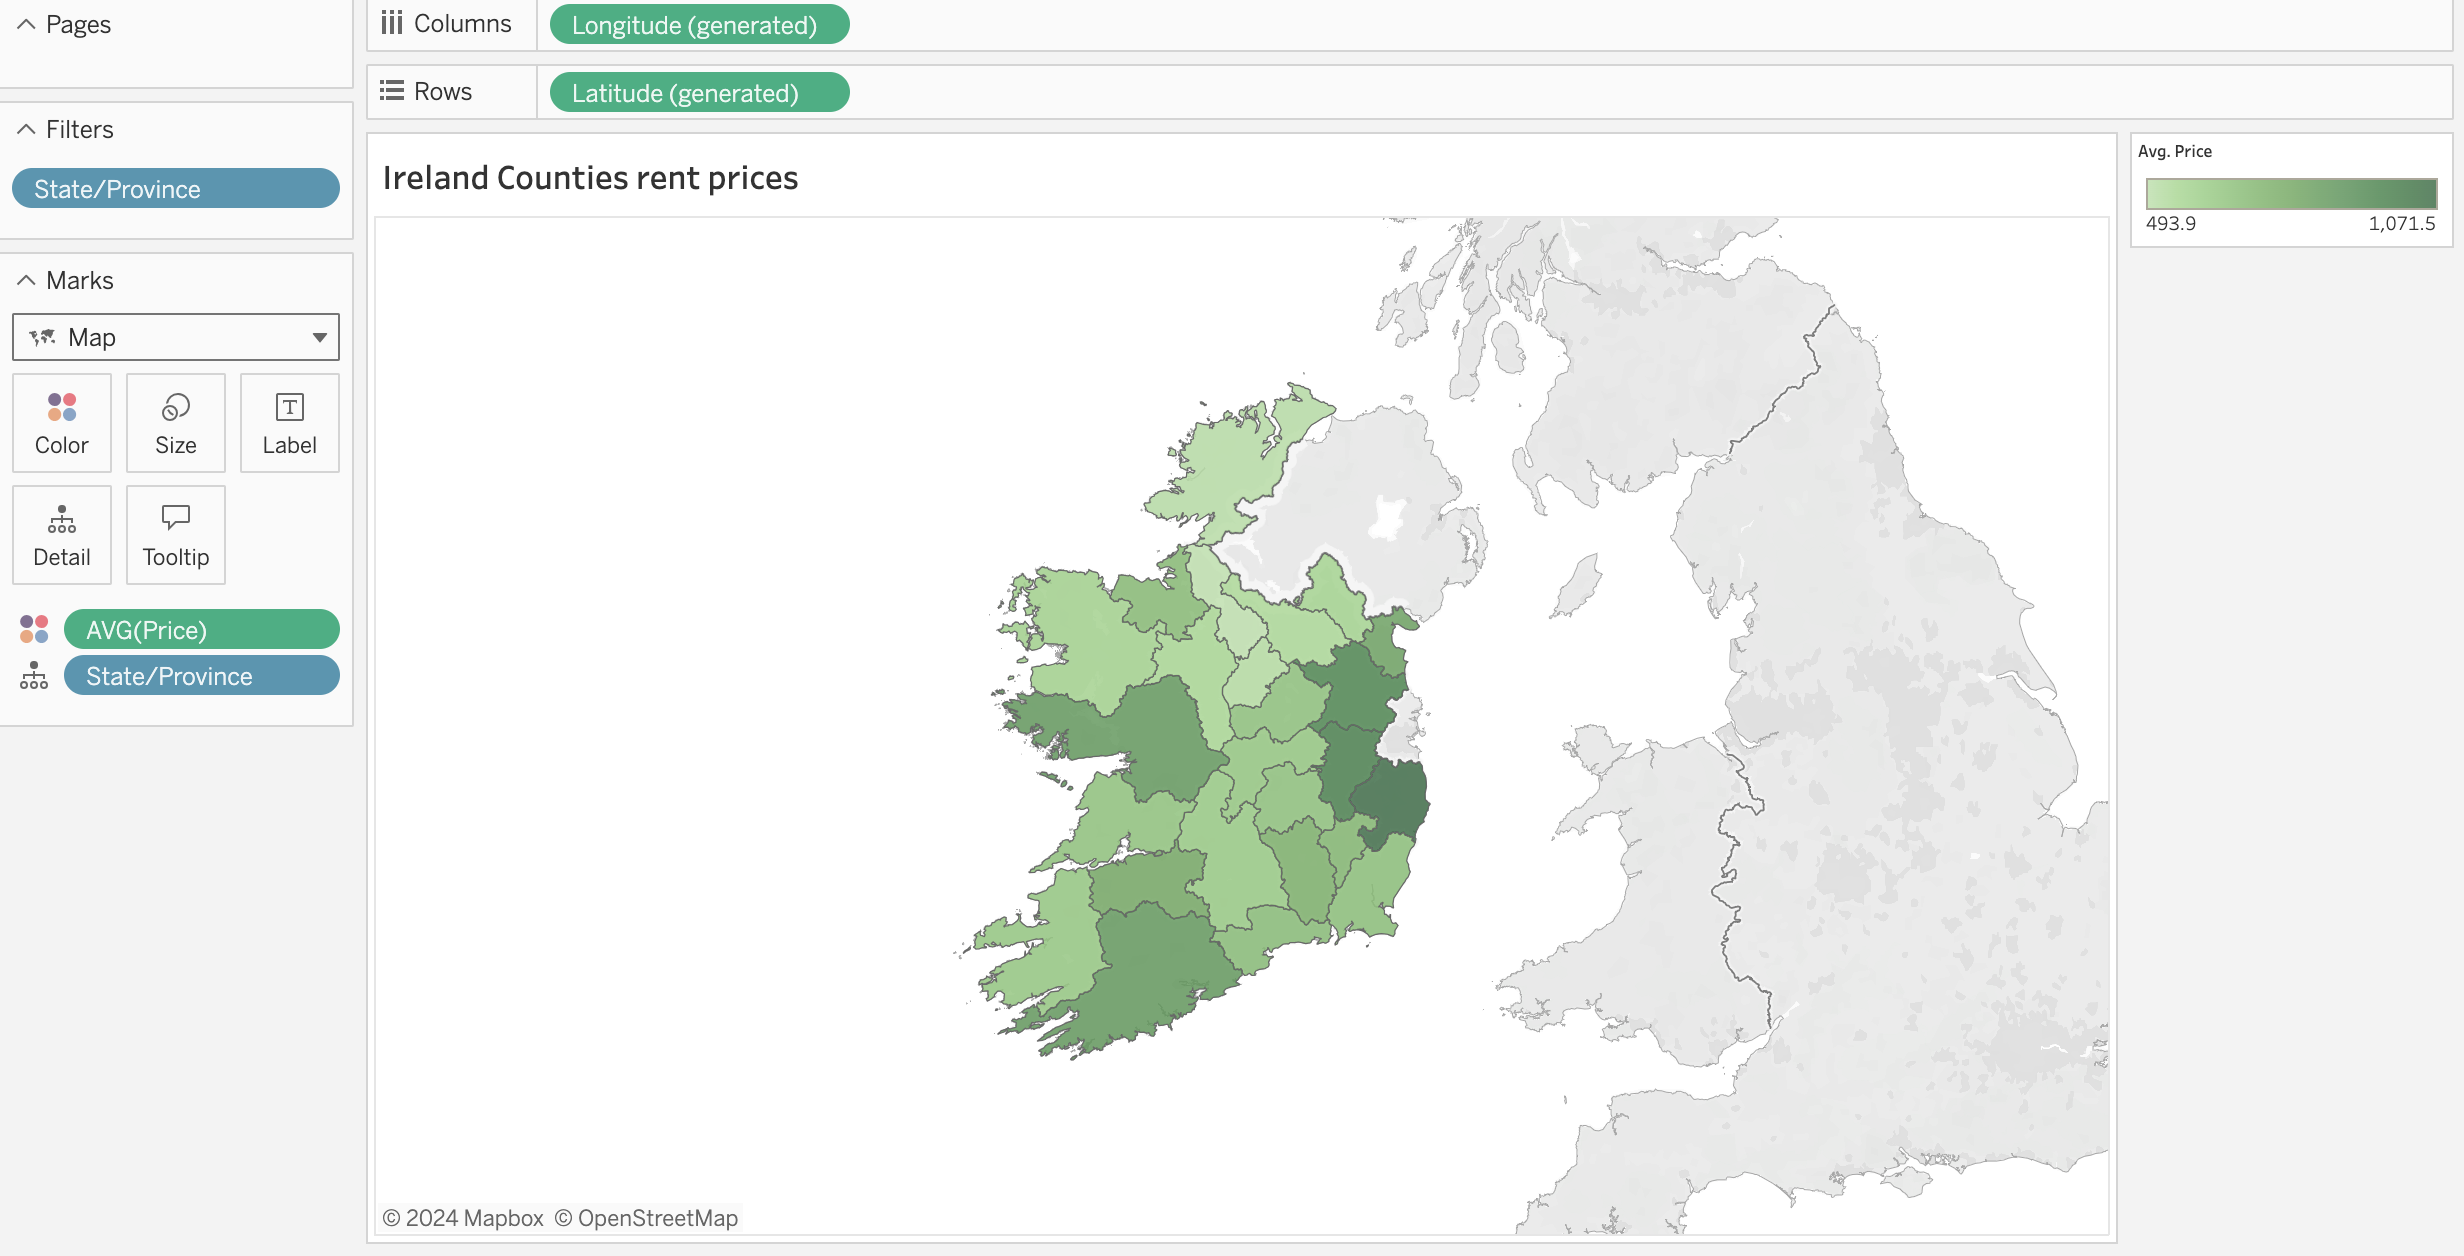 Pages
Filters
State/Province
Marks
Map
Color
Size
Label
Detail
Tooltip
AVG(Price)
State/Province
Columns
Longitude (generated)
Rows
Latitude (generated)
Ireland Counties rent prices
© 2024 Mapbox © OpenStreetMap
Avg. Price
493.9 1,071.5